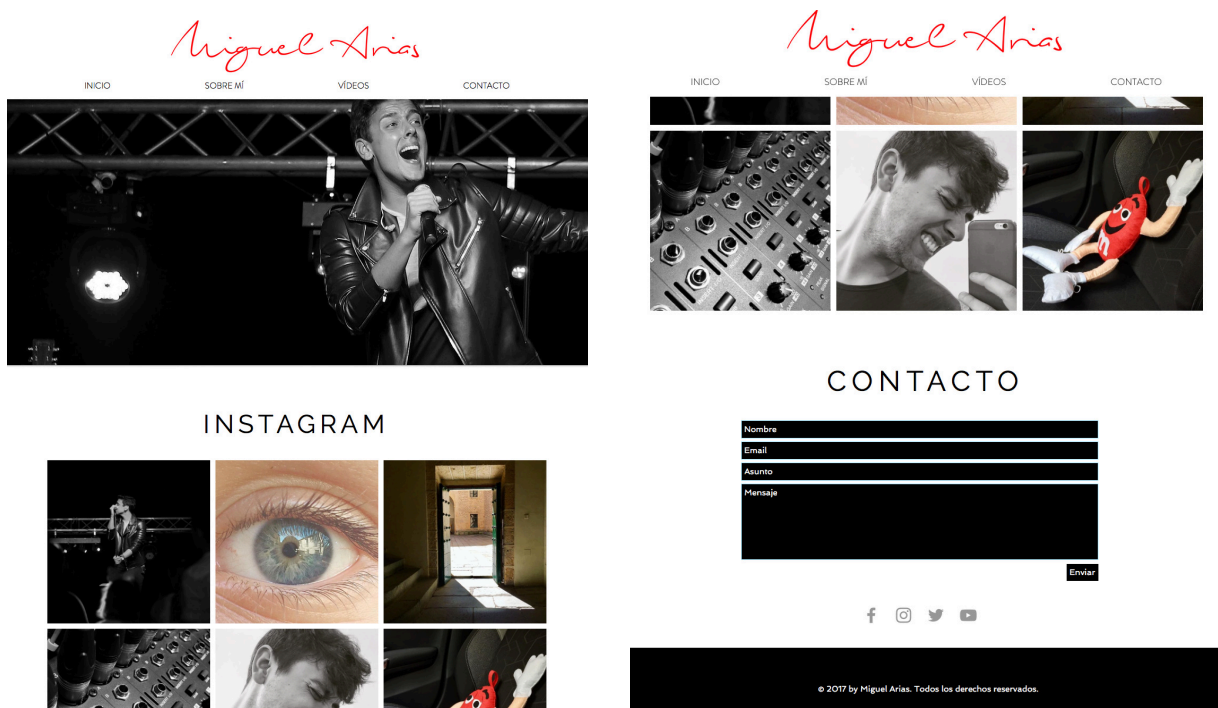 Miguel Arias
INICIO SOBRE MÍ VÍDEOS CONTACTO
INSTAGRAM
Miguel Arias
INICIO SOBRE MÍ VÍDEOS CONTACTO
m
CONTACTO
Nombre
Email
Asunto
Mensaje
Enviar
© 2017 by Miguel Arias. Todos los derechos reservados.